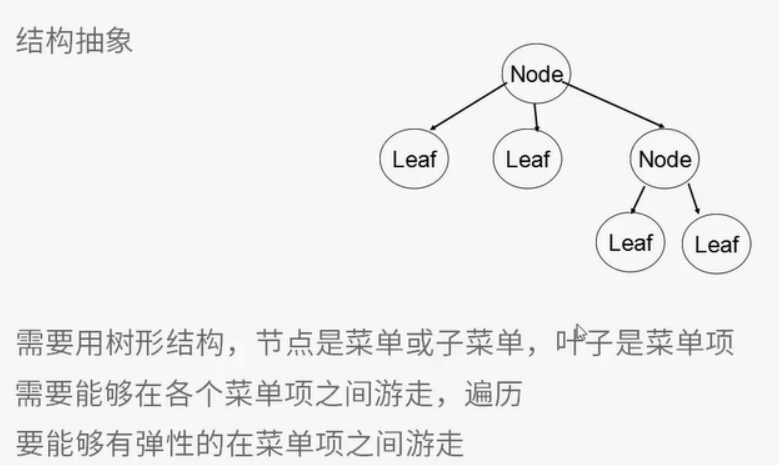 结构抽象
Node
Leaf
Leaf
Node
Leaf
Leaf
需要用树形结构，节点是菜单或子菜单，叶子是菜单项
需要能够在各个菜单项之间游走，遍历
要能够有弹性的在菜单项之间游走